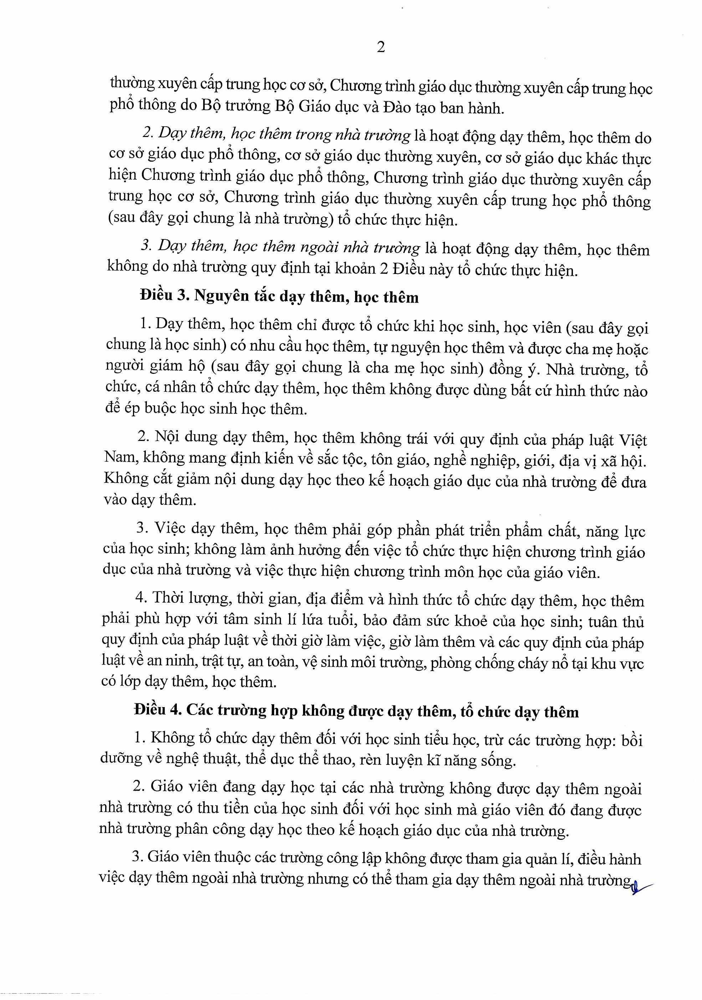 2
thường xuyên cấp trung học cơ sở, Chương trình giáo dục thường xuyên cấp trung học
phổ thông do Bộ trưởng Bộ Giáo dục và Đào tạo ban hành.
2. Dạy thêm, học thêm trong nhà trường là hoạt động dạy thêm, học thêm do
cơ sở giáo dục phổ thông, cơ sở giáo dục thường xuyên, cơ sở giáo dục khác thực
hiện Chương trình giáo dục phổ thông, Chương trình giáo dục thường xuyên cấp
trung học cơ sở, Chương trình giáo dục thường xuyên cấp trung học phổ thông
(sau đây gọi chung là nhà trường) tổ chức thực hiện.
3. Dạy thêm, học thêm ngoài nhà trường là hoạt động dạy thêm, học thêm
không do nhà trường quy định tại khoản 2 Điều này tổ chức thực hiện.
Điều 3. Nguyên tắc dạy thêm, học thêm
1. Dạy thêm, học thêm chỉ được tổ chức khi học sinh, học viên (sau đây gọi
chung là học sinh) có nhu cầu học thêm, tự nguyện học thêm và được cha mẹ hoặc
người giám hộ (sau đây gọi chung là cha mẹ học sinh) đồng ý. Nhà trường, tổ
chức, cá nhân tổ chức dạy thêm, học thêm không được dùng bất cứ hình thức nào
để ép buộc học sinh học thêm.
2. Nội dung dạy thêm, học thêm không trái với quy định của pháp luật Việt
Nam, không mang định kiến về sắc tộc, tôn giáo, nghề nghiệp, giới, địa vị xã hội.
Không cắt giảm nội dung dạy học theo kế hoạch giáo dục của nhà trường để đưa
vào dạy thêm.
3. Việc dạy thêm, học thêm phải góp phần phát triển phẩm chất, năng lực
của học sinh; không làm ảnh hưởng đến việc tổ chức thực hiện chương trình giáo
dục của nhà trường và việc thực hiện chương trình môn học của giáo viên.
4. Thời lượng, thời gian, địa điểm và hình thức tổ chức dạy thêm, học thêm
phải phù hợp với tâm sinh lí lứa tuổi, bảo đảm sức khoẻ của học sinh; tuân thủ
quy định của pháp luật về thời giờ làm việc, giờ làm thêm và các quy định của pháp
luật về an ninh, trật tự, an toàn, vệ sinh môi trường, phòng chống cháy nổ tại khu vực
có lớp dạy thêm, học thêm.
Điều 4. Các trường hợp không được dạy thêm, tổ chức dạy thêm
1. Không tổ chức dạy thêm đối với học sinh tiểu học, trừ các trường hợp: bồi
dưỡng về nghệ thuật, thể dục thể thao, rèn luyện kĩ năng sống.
2. Giáo viên đang dạy học tại các nhà trường không được dạy thêm ngoài
nhà trường có thu tiền của học sinh đối với học sinh mà giáo viên đó đang được
nhà trường phân công dạy học theo kế hoạch giáo dục của nhà trường.
3. Giáo viên thuộc các trường công lập không được tham gia quản lí, điều hành
việc dạy thêm ngoài nhà trường nhưng có thể tham gia dạy thêm ngoài nhà trường.